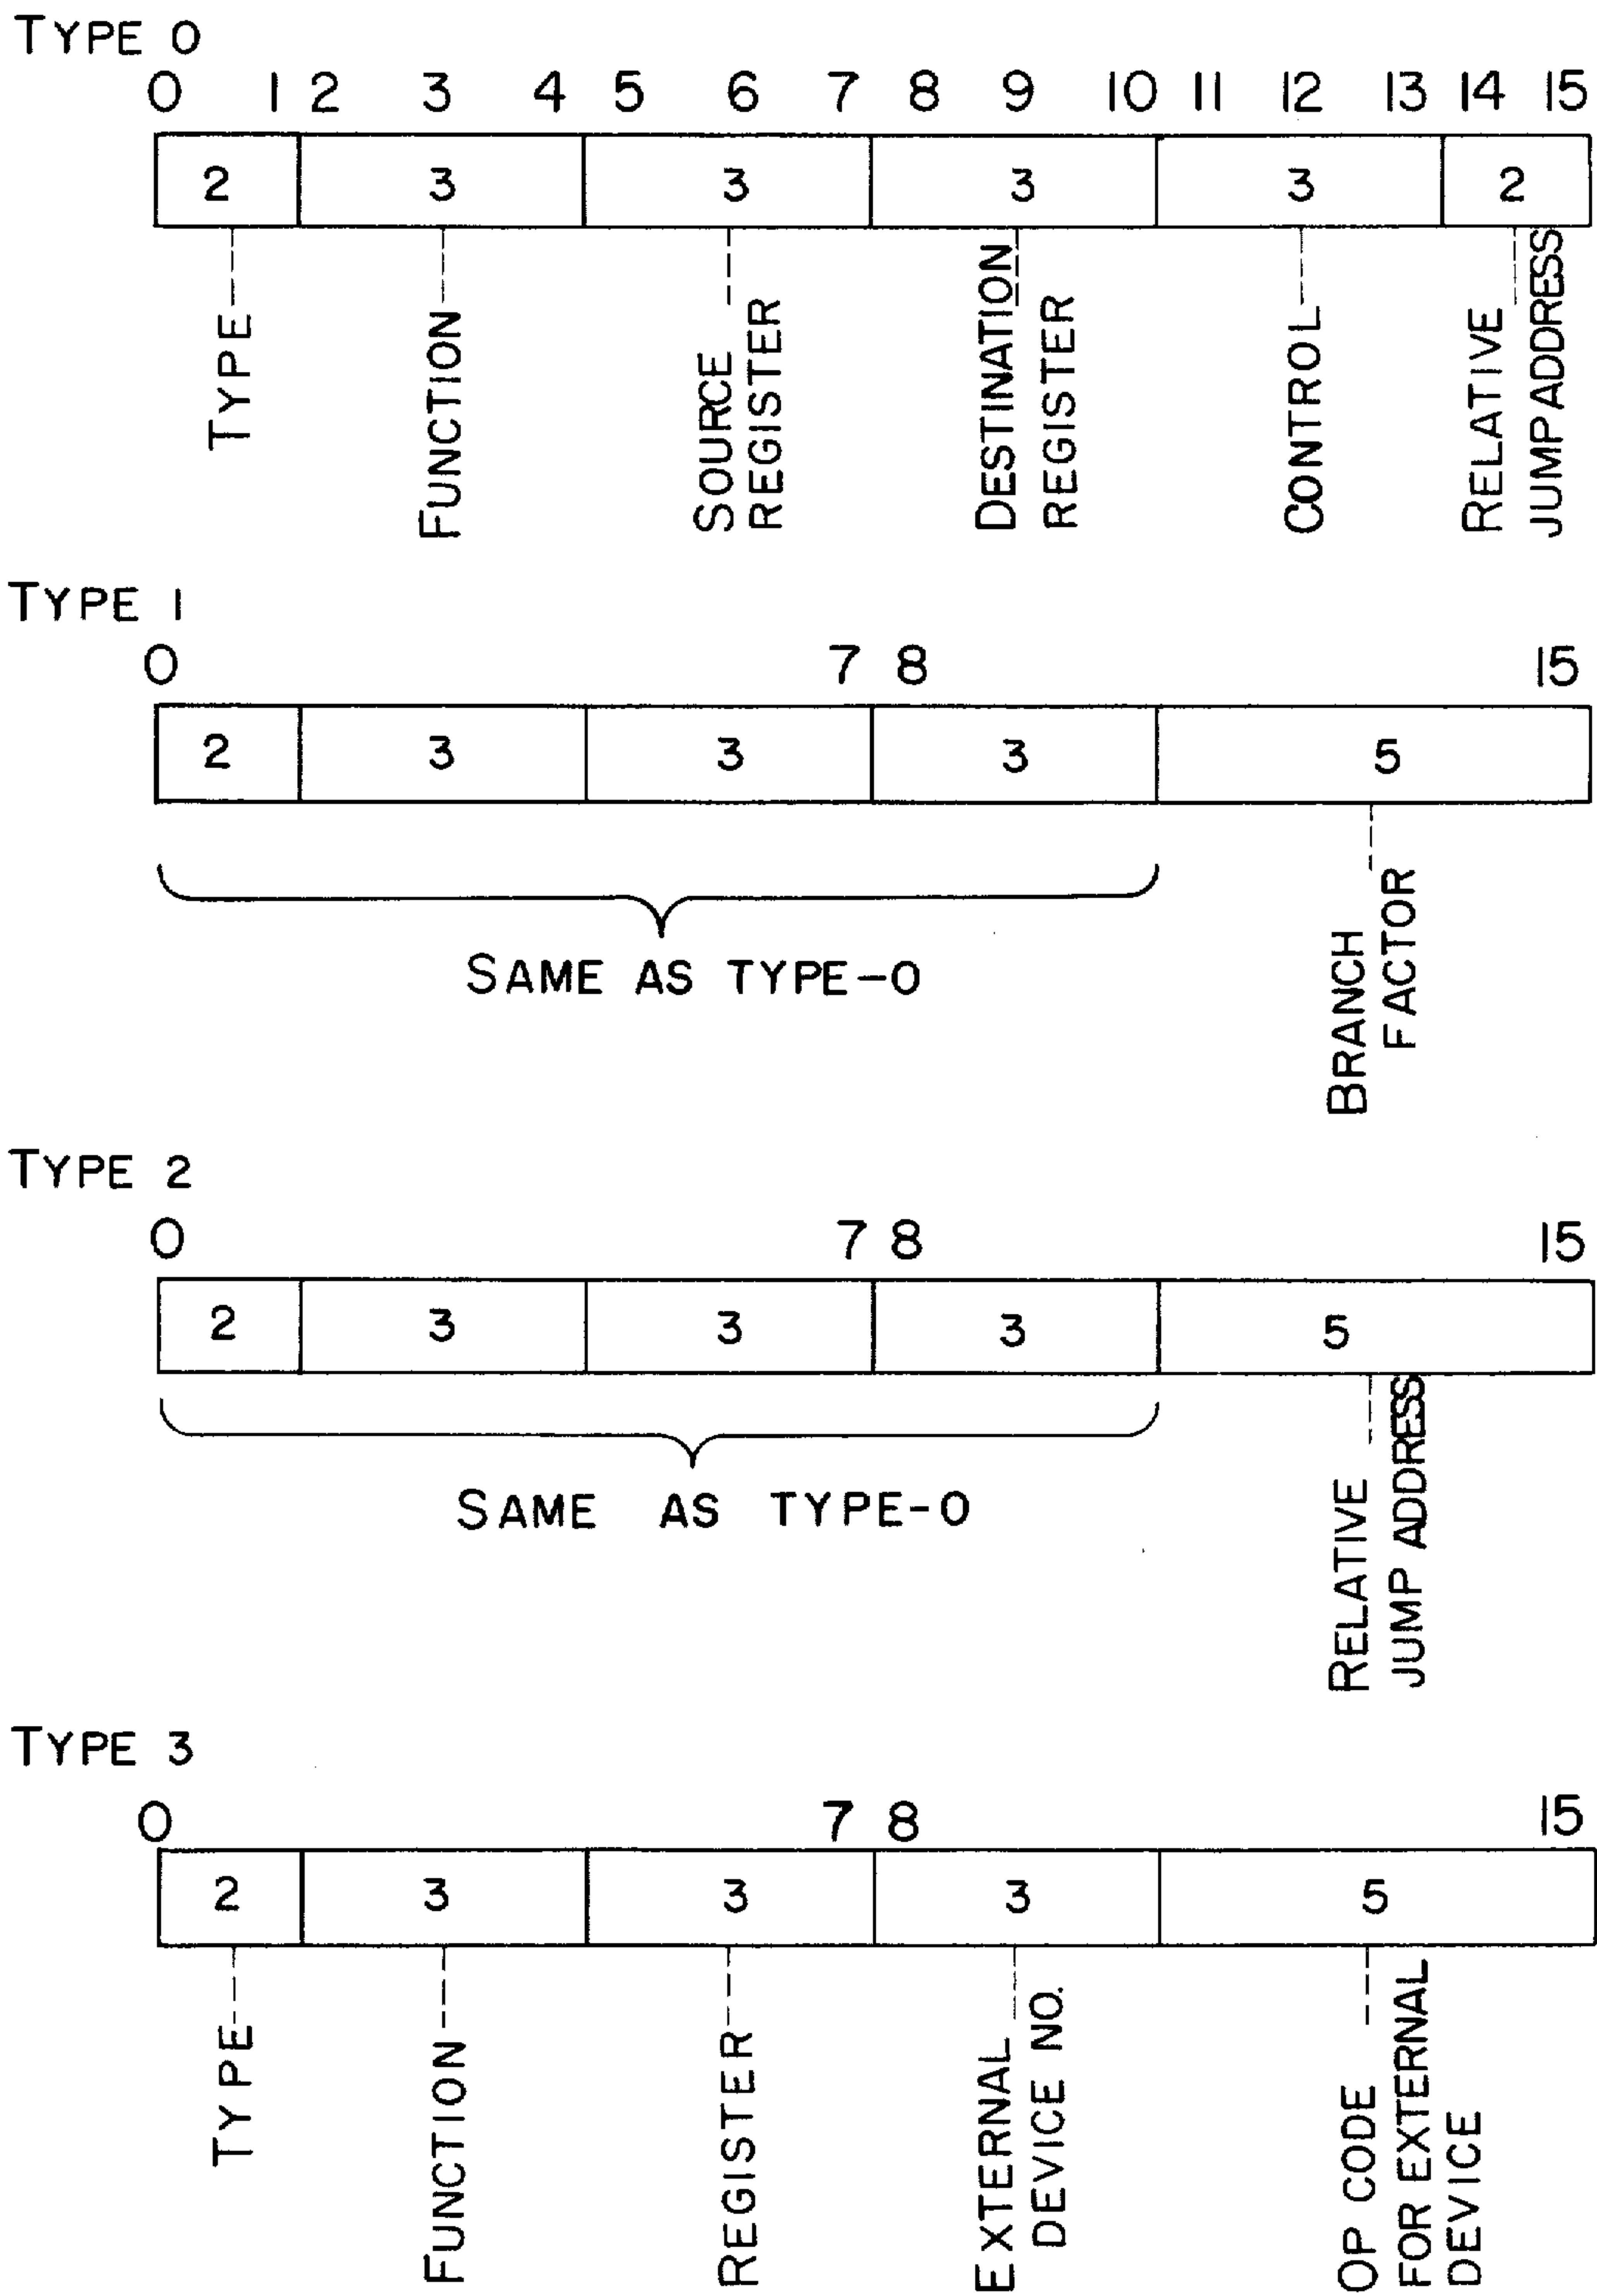 TYPE 0
0 1 2 3 4 5 6 7 8 9 10 11 12 13 14 15
2 3 3 3 3 2
TYPE
FUNCTION
SOURCE
REGISTER
DESTINATION
REGISTER
CONTROL
RELATIVE
JUMP ADDRESS
TYPE 1
0 7 8 15
2 3 3 3 5
SAME AS TYPE-0
BRANCH
FACTOR
TYPE 2
0 7 8 15
2 3 3 3 5
SAME AS TYPE-0
RELATIVE
JUMP ADDRESS
TYPE 3
0 7 8 15
2 3 3 3 5
TYPE
FUNCTION
REGISTER
EXTERNAL
DEVICE NO.
OP CODE
FOR EXTERNAL
DEVICE